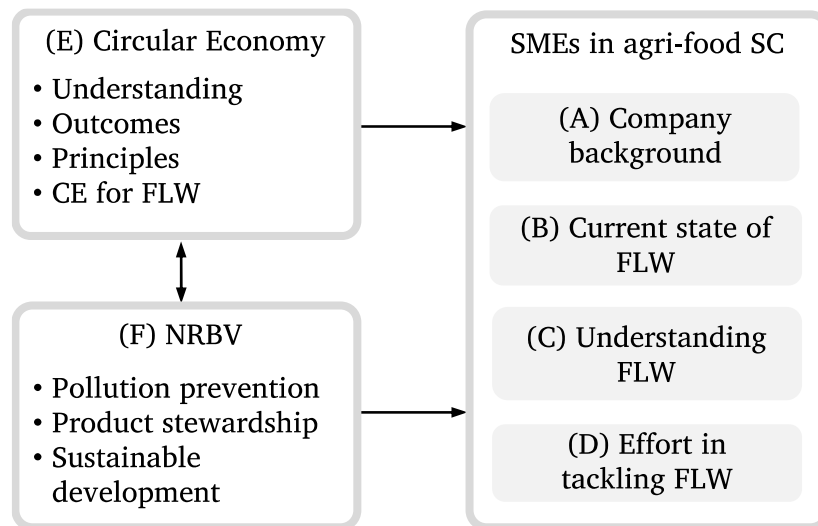 (E) Circular Economy
• Understanding
• Outcomes
• Principles
• CE for FLW
(F) NRBV
• Pollution prevention
• Product stewardship
• Sustainable
development
SMEs in agri-food SC
(A) Company
background
(B) Current state of
FLW
(C) Understanding
FLW
(D) Effort in
tackling FLW